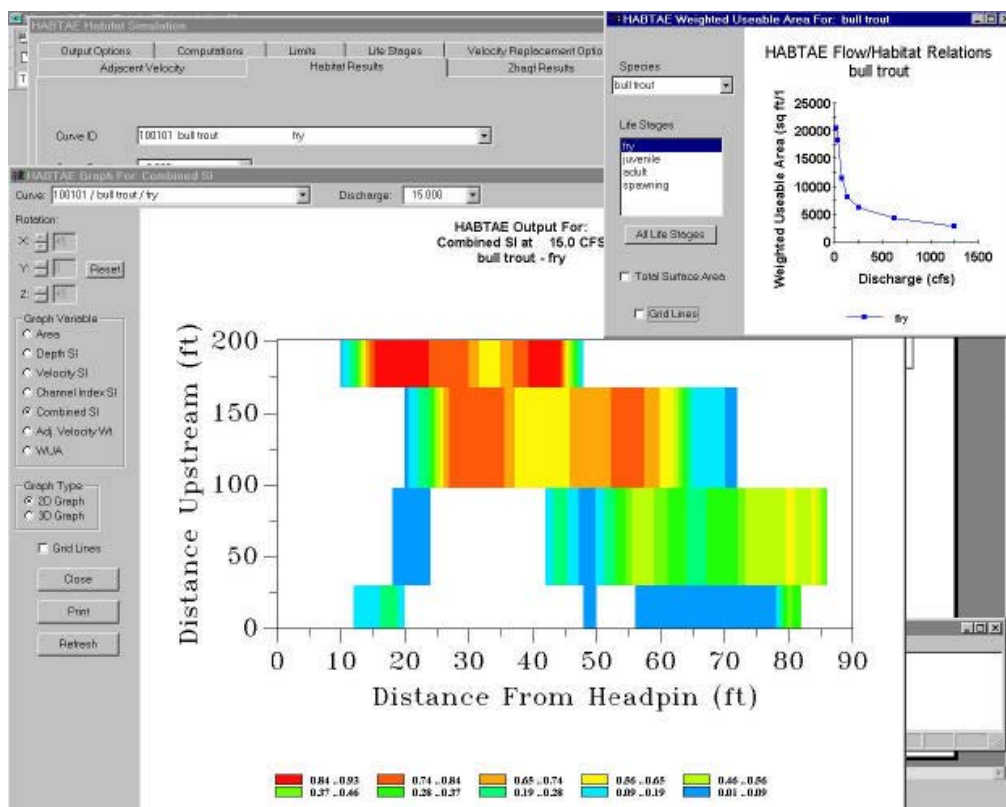 HABTAE Habitat Simulation
Output Options
Computations
Limits
Life Stages
Velocity Replacement Optio
Adjacent Velocity
Habitat Results
Zhaqf Results
Curve ID
100101 bull trout fry
HABTAE Weighted Useable Area For: bull trout
Species
bull trout
Life Stages
fry
juvenile
adult
spawning
All Life Stages
Total Surface Area
Grid Lines
HABTAE Flow/Habitat Relations
bull trout
Weighted Useable Area (sq ft/1
25000
20000
15000
10000
5000
0
0 500 1000 1500
Discharge (cfs)
fry
HABTAE Graph For: Combined SI
Curve: 100101 / bull trout / fry
Discharge: 15.000
Rotation:
X:
Y:
Z:
Reset
Graph Variable
Area
Depth SI
Velocity SI
Channel Index SI
Combined SI
Adj. Velocity Wt
WUA
Graph Type
2D Graph
3D Graph
Grid Lines
Close
Print
Refresh
HABTAE Output For:
Combined SI at 15.0 CFS
bull trout - fry
Distance Upstream (ft)
200
150
100
50
0
0 10 20 30 40 50 60 70 80 90
Distance From Headpin (ft)
0.84 ..0.93 0.74 ..0.84 0.65 ..0.74 0.56 ..0.65 0.46 ..0.56
0.37 ..0.46 0.28 ..0.37 0.19 ..0.28 0.09 ..0.19 0.01 ..0.09